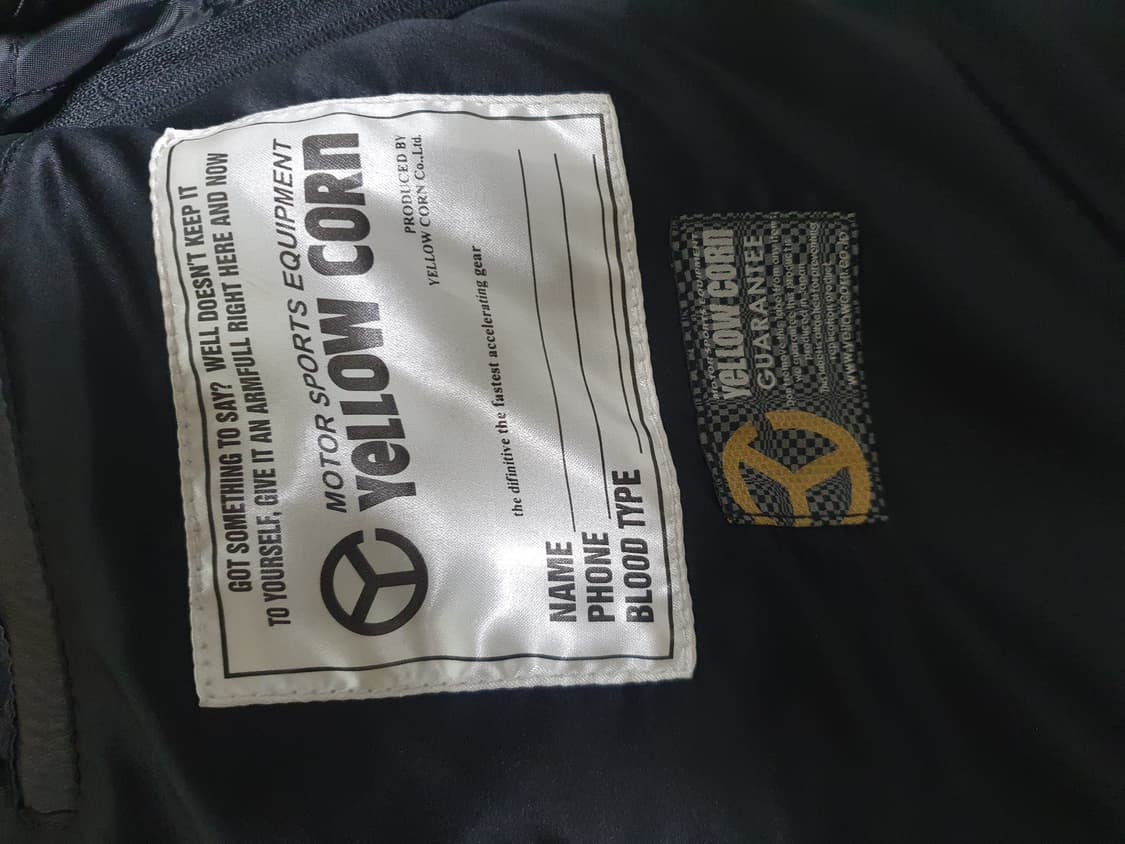 GOT SOMETHING TO SAY? WELL DOESN'T KEEP IT
TO YOURSELF, GIVE IT AN ARMFULL RIGHT HERE AND NOW
MOTOR SPORTS EQUIPMENT
YeLLOW CORN
PRODUCED BY
YELLOW CORN Co.,Ltd.
the difinitive the fastest accelerating gear
NAME
PHONE
BLOOD TYPE
YeLLOW CORN
GUARANTEE